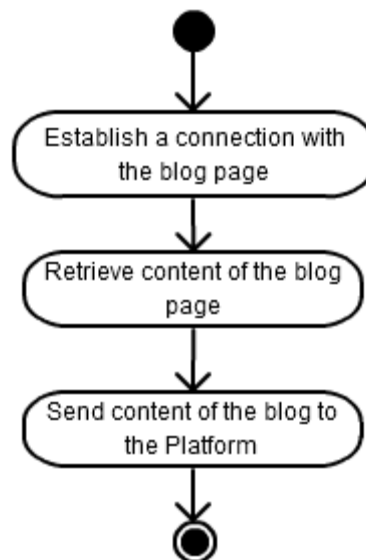 Establish a connection with
the blog page
Retrieve content of the blog
page
Send content of the blog to
the Platform